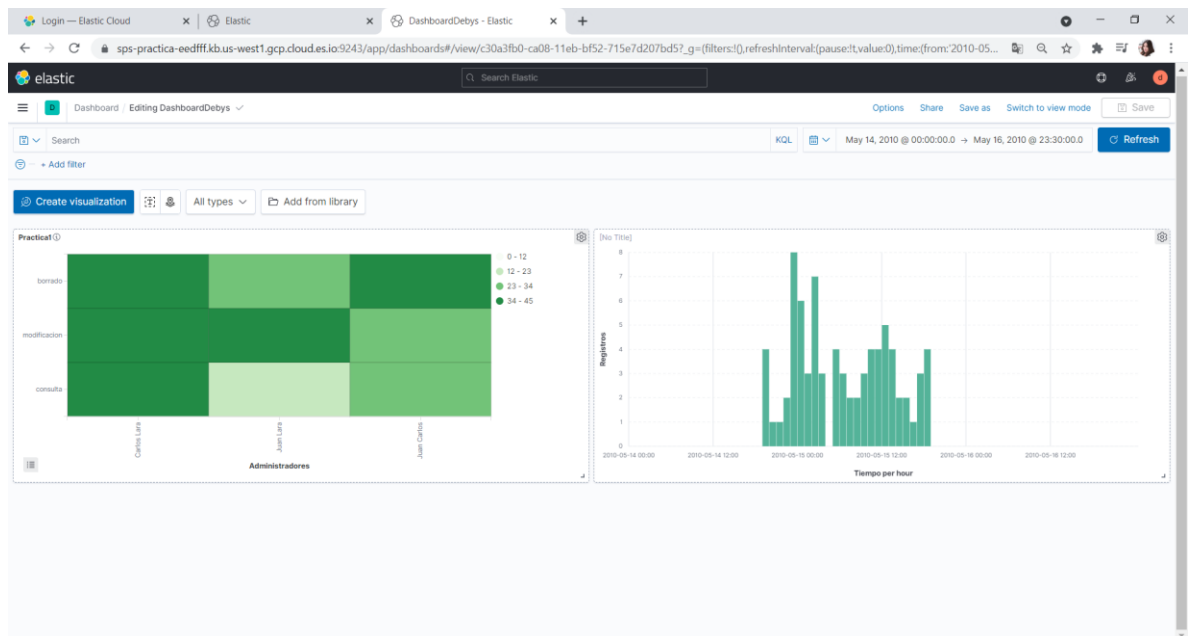 Login — Elastic Cloud
Elastic
DashboardDebys - Elastic
sps-practica-eedfff.kb.us-west1.gcp.cloud.es.io:9243/app/dashboards#/view/c30a3fb0-ca08-11eb-bf52-715e7d207bd5?_g=(filters:!(),refreshInterval:(pause:!t,value:0),time:(from:'2010-05...
elastic
Search Elastic
d
D
Dashboard / Editing DashboardDebys
Options Share Save as Switch to view mode Save
Search
KQL
May 14, 2010 @ 00:00:00.0 → May 16, 2010 @ 23:30:00.0
Refresh
+ Add filter
Create visualization
All types
Add from library
Practica1
borrado
modificacion
consulta
Carlos Lara
Juan Lara
Juan Carlos
Administradores
0 - 12
12 - 23
23 - 34
34 - 45
[No Title]
Registros
8
7
6
5
4
3
2
1
0
2010-05-14 00:00
2010-05-14 12:00
2010-05-15 00:00
2010-05-15 12:00
2010-05-16 00:00
2010-05-16 12:00
Tiempo per hour